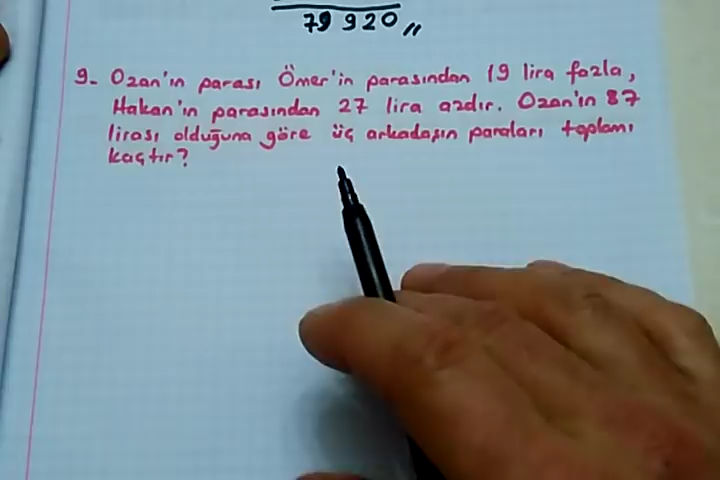 79 920 „
9- Ozan'ın parası Ömer'in parasından 19 lira fazla,
Hakan'ın parasından 27 lira azdır. Ozan'ın 87
lirası olduğuna göre üç arkadaşın paraları toplamı
kaçtır?